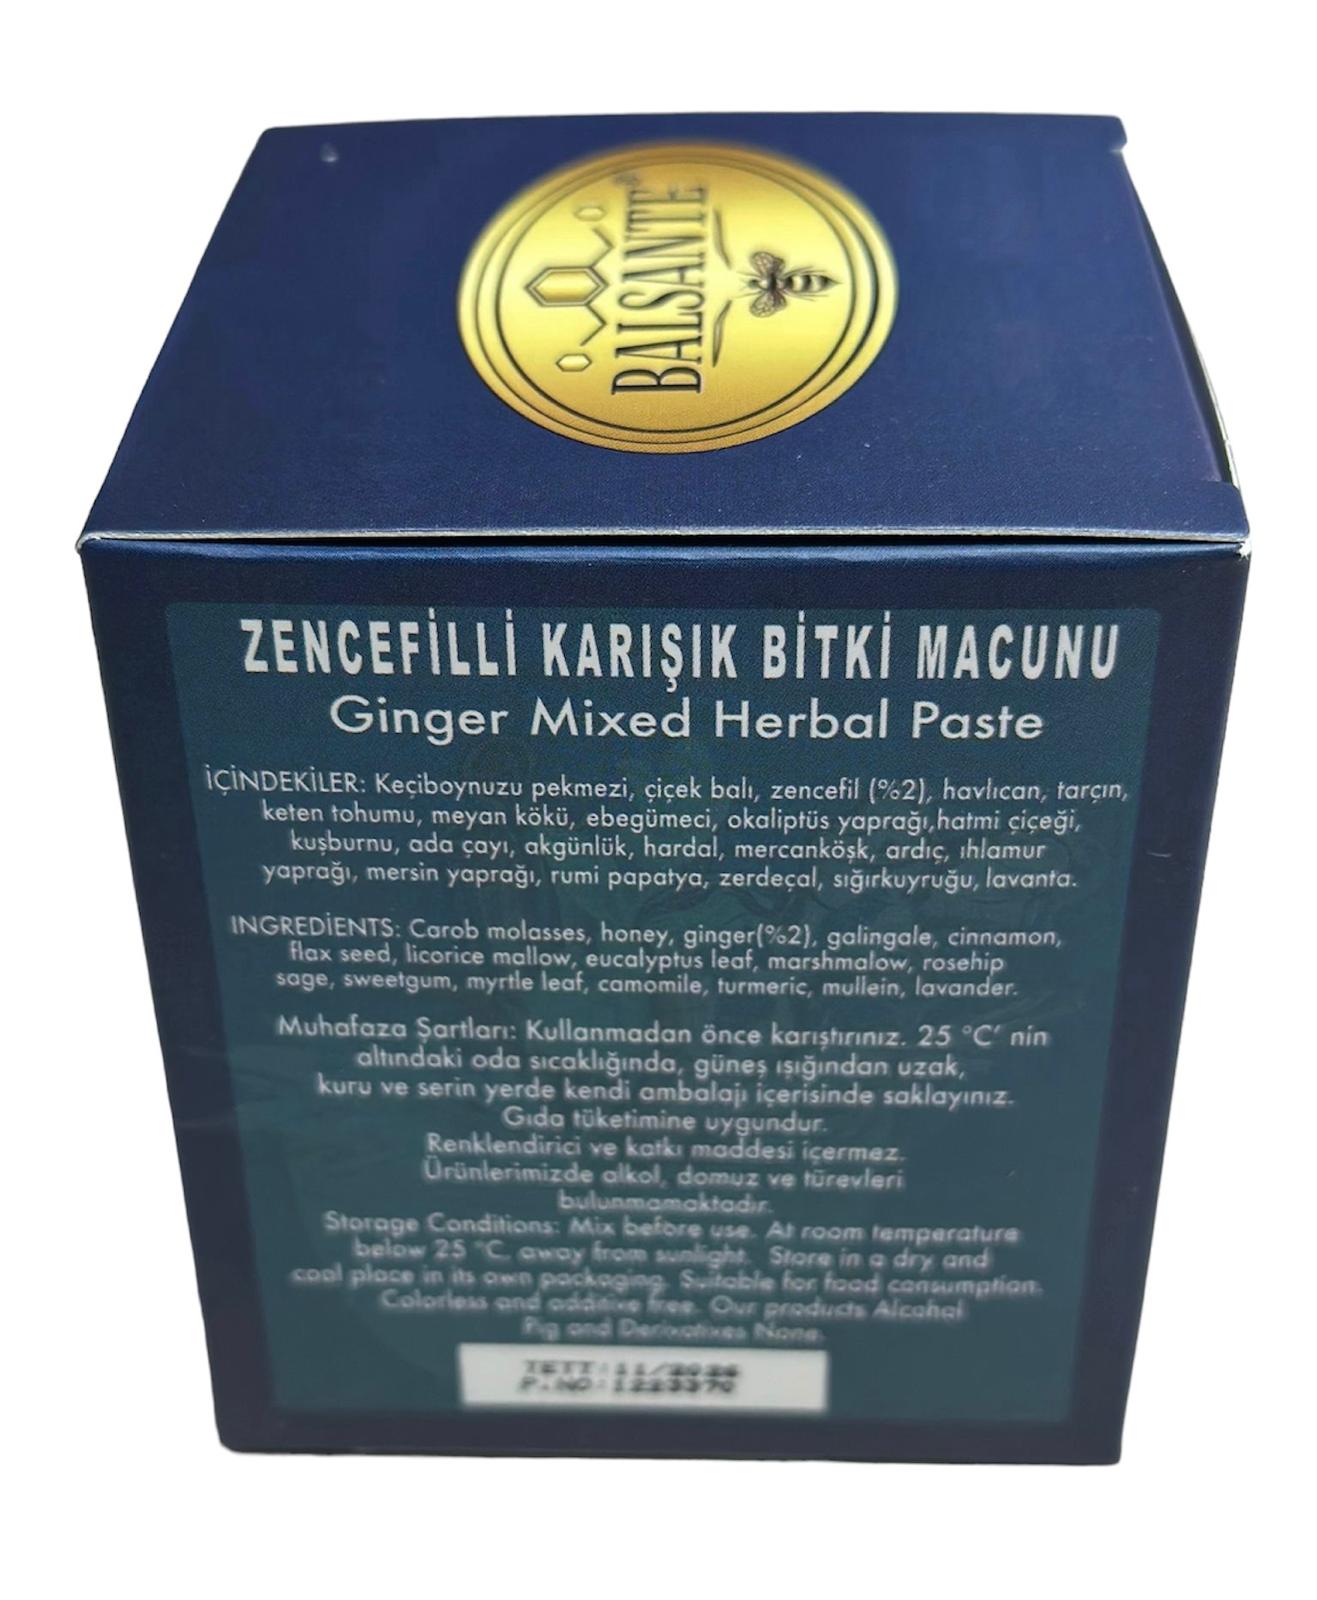 BALSANTE
ZENCEFİLLİ KARIŞIK BİTKİ MACUNU
Ginger Mixed Herbal Paste
İÇİNDEKİLER: Keçiboynuzu pekmezi, çiçek balı, zencefil (%2), havlıcan, tarçın,
keten tohumu, meyan kökü, ebegümeci, okaliptüs yaprağı,hatmi çiçeği,
kuşburnu, ada çayı, akgünlük, hardal, mercanköşk, ardıç, ıhlamur
yaprağı, mersin yaprağı, rumi papatya, zerdeçal, sığırkuyruğu, lavanta.
INGREDİENTS: Carob molasses, honey, ginger(%2), galingale, cinnamon,
flax seed, licorice mallow, eucalyptus leaf, marshmalow, rosehip
sage, sweetgum, myrtle leaf, camomile, turmeric, mullein, lavander.
Muhafaza Şartları: Kullanmadan önce karıştırınız. 25 °C' nin
altındaki oda sıcaklığında, güneş ışığından uzak,
kuru ve serin yerde kendi ambalajı içerisinde saklayınız.
Gıda tüketimine uygundur.
Renklendirici ve katkı maddesi içermez.
Ürünlerimizde alkol, domuz ve türevleri
bulunmamaktadır.
Storage Conditions: Mix before use. At room temperature
below 25 °C, away from sunlight. Store in a dry and
cool place in its own packaging. Suitable for food consumption.
Colorless and additive free. Our products Alcohol
Pig and Derivatives None.
TETT:11/2026
P.NO: